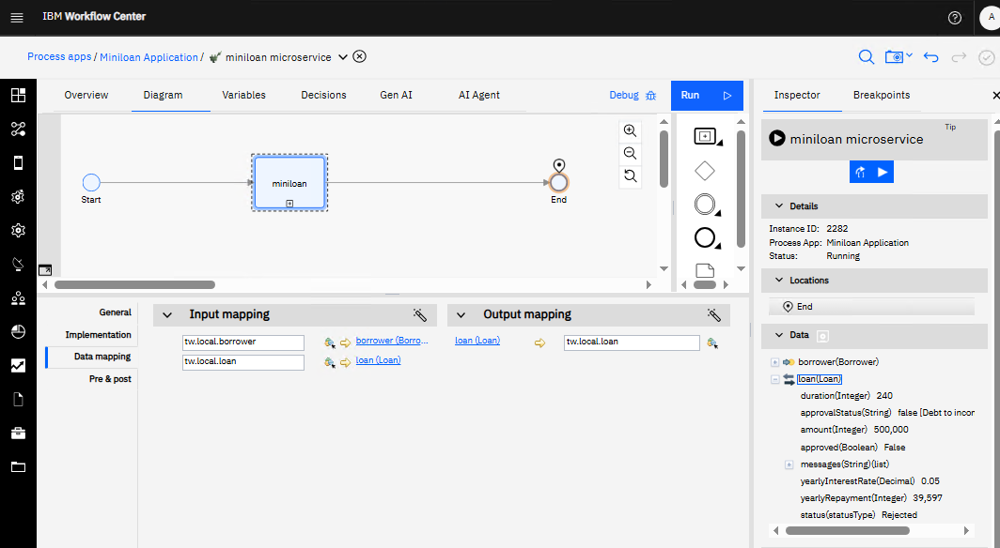 IBM Workflow Center
A
Process apps / Miniloan Application / miniloan microservice
Overview Diagram Variables Decisions Gen AI AI Agent Debug Run
Inspector Breakpoints
Tip
miniloan microservice
Start
miniloan
End
Details
Instance ID: 2282
Process App: Miniloan Application
Status: Running
Locations
End
Data
borrower(Borrower)
loan(Loan)
duration(Integer) 240
approvalStatus(String) false [Debt to incor
amount(Integer) 500,000
approved(Boolean) False
messages(String)(list)
yearlyInterestRate(Decimal) 0.05
yearlyRepayment(Integer) 39,597
status(statusType) Rejected
General
Implementation
Data mapping
Pre & post
Input mapping
tw.local.borrower borrower (Borro...
tw.local.loan loan (Loan)
Output mapping
loan (Loan) tw.local.loan